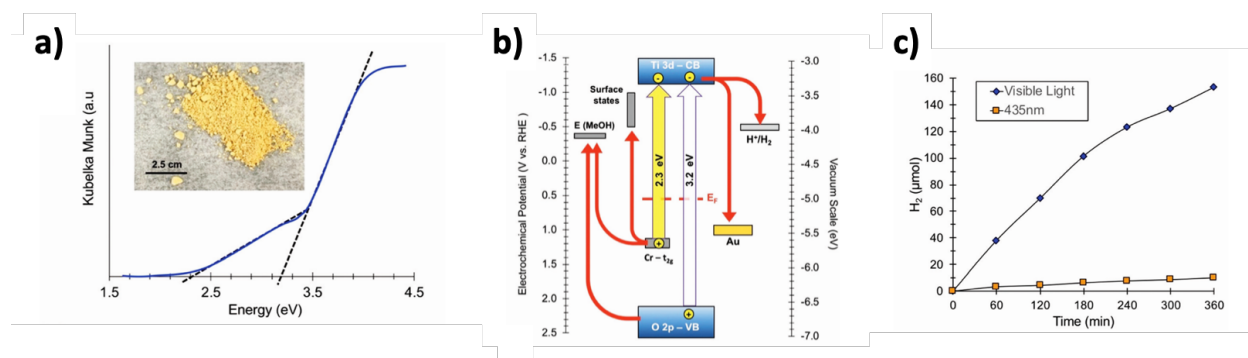 a)
Kubelka Munk (a.u
2.5 cm
1.5
2.5
3.5
4.5
Energy (eV)
b)
Electrochemical Potential (V vs. RHE)
-1.5
-1.0
-0.5
0.0
0.5
1.0
1.5
2.0
2.5
Ti 3d – CB
Surface
states
E (MeOH)
H⁺/H₂
2.3 eV
3.2 eV
E_F
Au
Cr – t₂g
O 2p – VB
-3.0
-3.5
-4.0
-4.5
-5.0
-5.5
-6.0
-6.5
-7.0
Vacuum Scale (eV)
c)
H₂ (µmol)
160
140
120
100
80
60
40
20
0
Visible Light
435nm
0
60
120
180
240
300
360
Time (min)